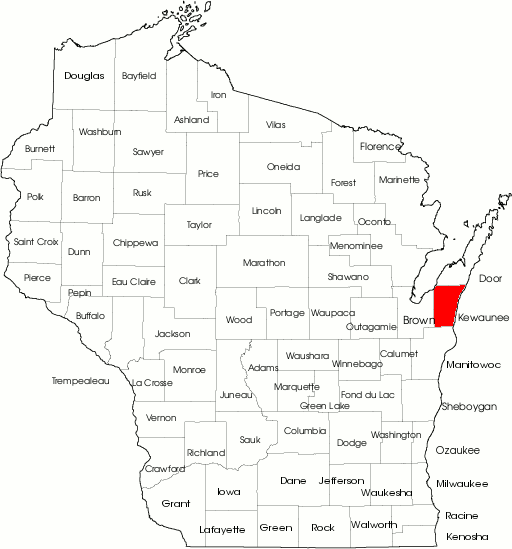 Douglas
Bayfield
Iron
Ashland
Vilas
Washburn
Burnett
Sawyer
Florence
Price
Oneida
Forest
Marinette
Polk
Barron
Rusk
Lincoln
Langlade
Oconto
Taylor
Saint Croix
Dunn
Chippewa
Menominee
Marathon
Shawano
Door
Pierce
Pepin
Eau Claire
Clark
Buffalo
Wood
Portage
Waupaca
Outagamie
Brown
Kewaunee
Jackson
Trempealeau
La Crosse
Monroe
Adams
Waushara
Winnebago
Calumet
Manitowoc
Juneau
Marquette
Green Lake
Fond du Lac
Sheboygan
Vernon
Richland
Sauk
Columbia
Dodge
Washington
Ozaukee
Crawford
Grant
Iowa
Dane
Jefferson
Waukesha
Milwaukee
Lafayette
Green
Rock
Walworth
Racine
Kenosha